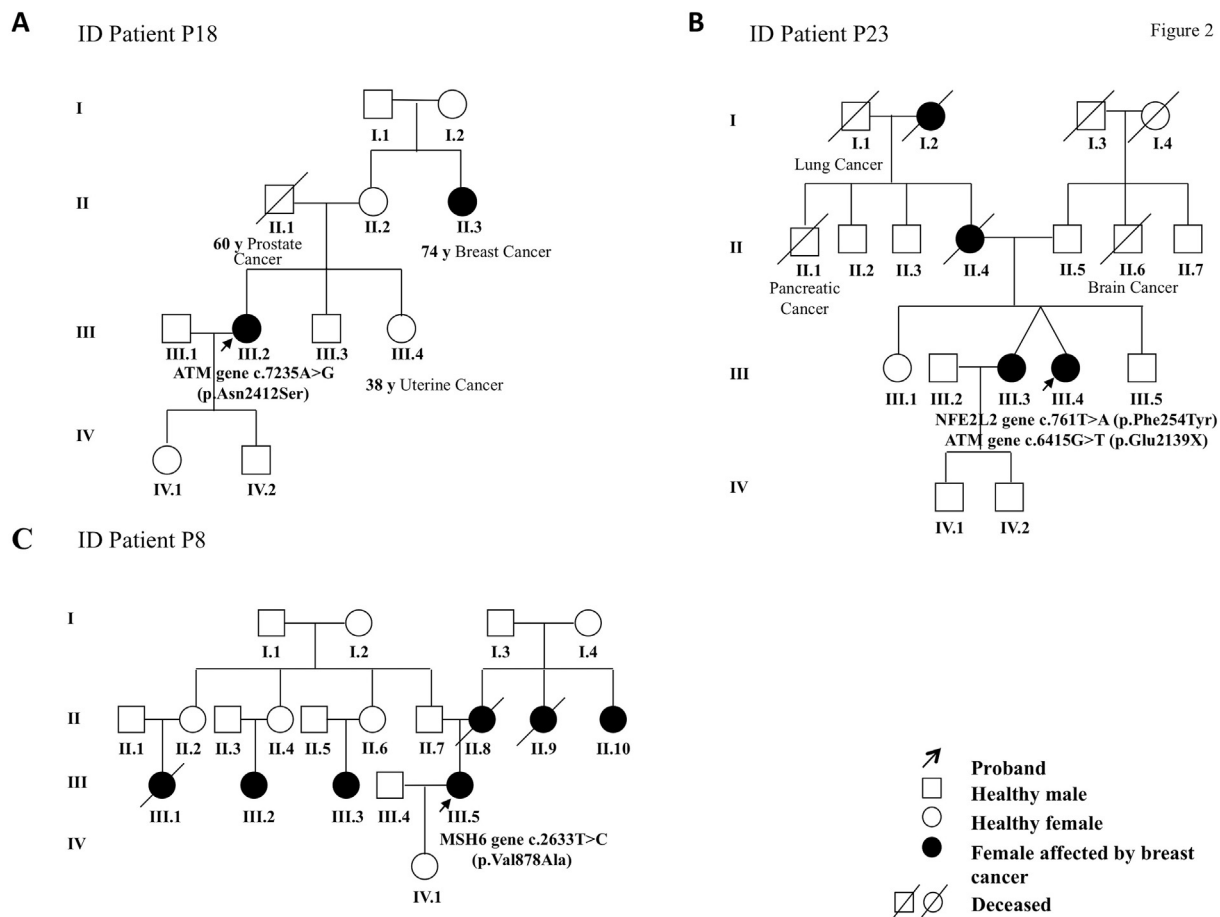 A
ID Patient P18
I
I.1
I.2
II
II.1
II.2
II.3
60 y Prostate
Cancer
74 y Breast Cancer
III
III.1
III.2
III.3
III.4
ATM gene c.7235A>G
(p.Asn2412Ser)
38 y Uterine Cancer
IV
IV.1
IV.2
B
ID Patient P23
Figure 2
I
I.1
I.2
I.3
I.4
Lung Cancer
II
II.1
II.2
II.3
II.4
II.5
II.6
II.7
Pancreatic
Cancer
Brain Cancer
III
III.1
III.2
III.3
III.4
III.5
NFE2L2 gene c.761T>A (p.Phe254Tyr)
ATM gene c.6415G>T (p.Glu2139X)
IV
IV.1
IV.2
C
ID Patient P8
I
I.1
I.2
I.3
I.4
II
II.1
II.2
II.3
II.4
II.5
II.6
II.7
II.8
II.9
II.10
III
III.1
III.2
III.3
III.4
III.5
IV
MSH6 gene c.2633T>C
(p.Val878Ala)
IV.1
Proband
Healthy male
Healthy female
Female affected by breast
cancer
Deceased